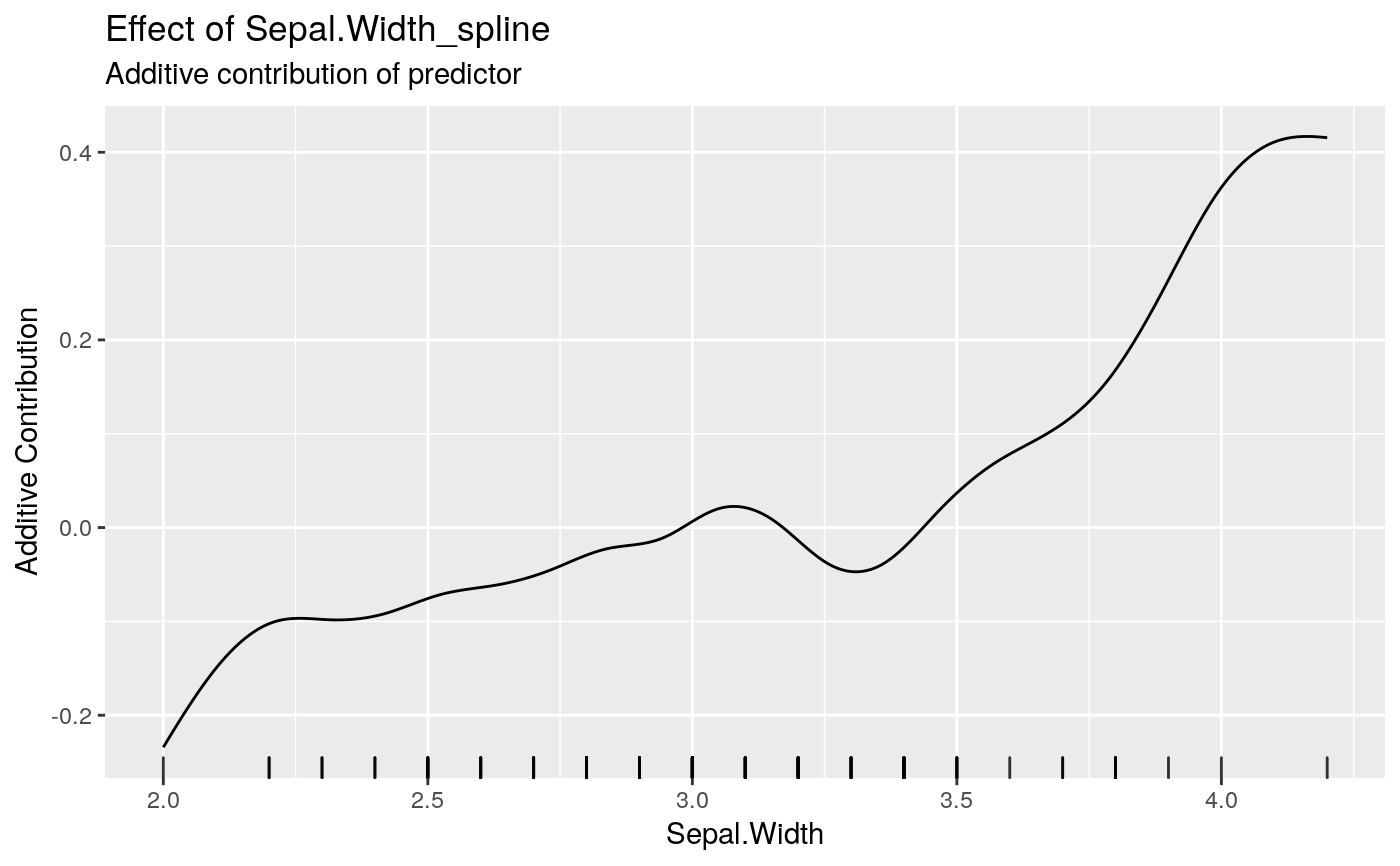 Effect of Sepal.Width_spline
Additive contribution of predictor
Additive Contribution
0.4
0.2
0.0
-0.2
2.0 2.5 3.0 3.5 4.0
Sepal.Width